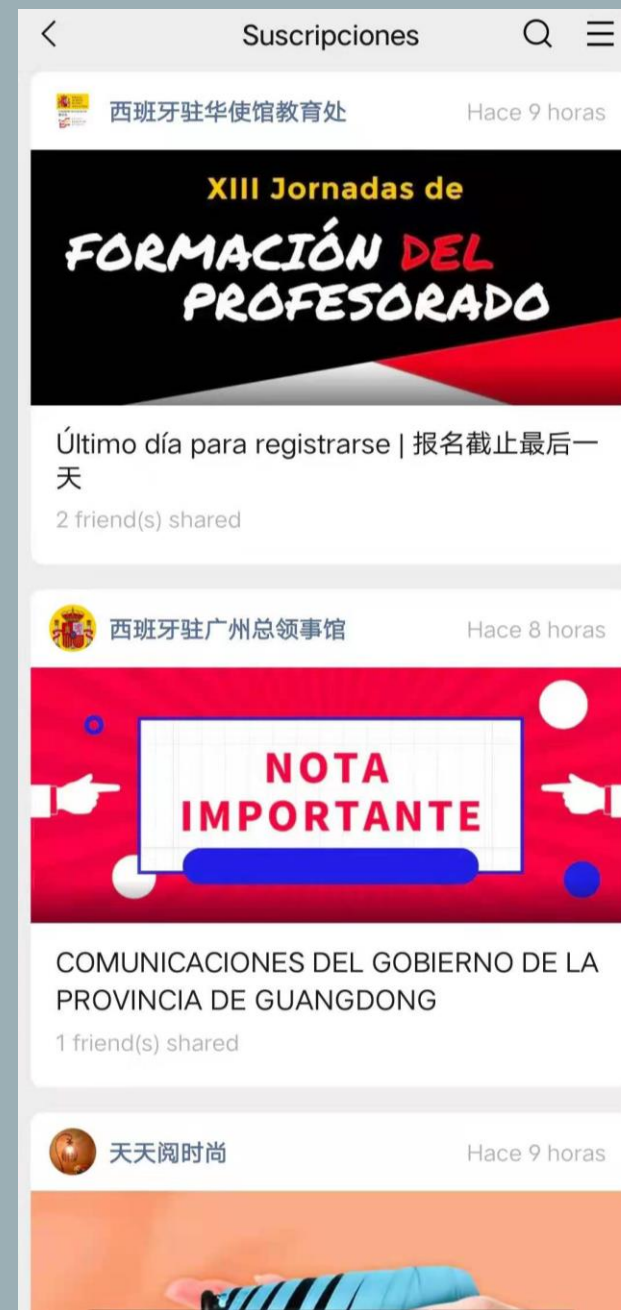 Suscripciones
西班牙驻华使馆教育处
Hace 9 horas
XIII Jornadas de
FORMACIÓN DEL
PROFESORADO
Último día para registrarse | 报名截止最后一
天
2 friend(s) shared
西班牙驻广州总领事馆
Hace 8 horas
NOTA
IMPORTANTE
COMUNICACIONES DEL GOBIERNO DE LA
PROVINCIA DE GUANGDONG
1 friend(s) shared
天天阅时尚
Hace 9 horas